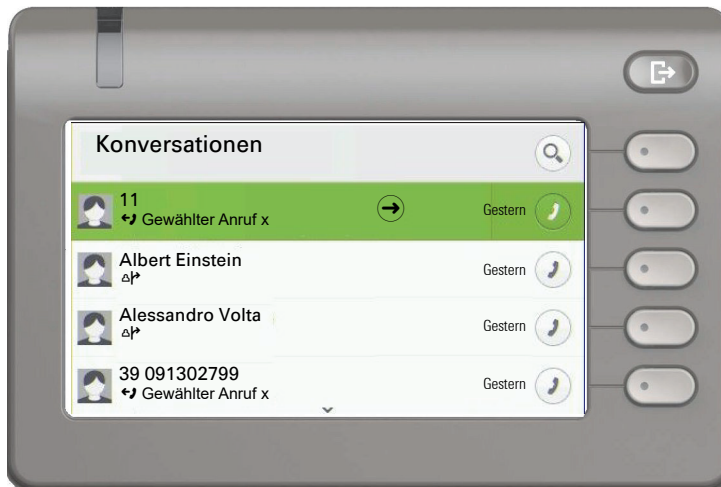 Konversationen
11
Gewählter Anruf x
Gestern
Albert Einstein
Gestern
Alessandro Volta
Gestern
39 091302799
Gewählter Anruf x
Gestern